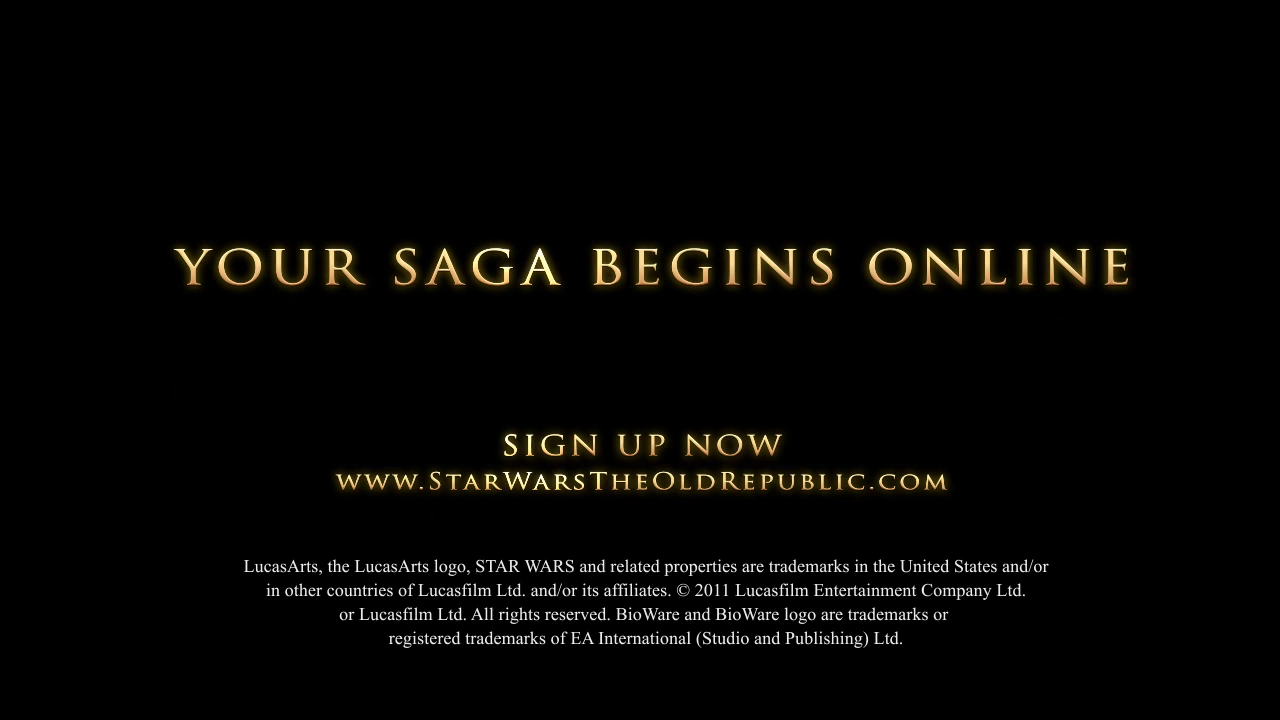 YOUR SAGA BEGINS ONLINE
SIGN UP NOW
WWW.STARWARSTHEOLDREPUBLIC.COM
LucasArts, the LucasArts logo, STAR WARS and related properties are trademarks in the United States and/or
in other countries of Lucasfilm Ltd. and/or its affiliates. © 2011 Lucasfilm Entertainment Company Ltd.
or Lucasfilm Ltd. All rights reserved. BioWare and BioWare logo are trademarks or
registered trademarks of EA International (Studio and Publishing) Ltd.